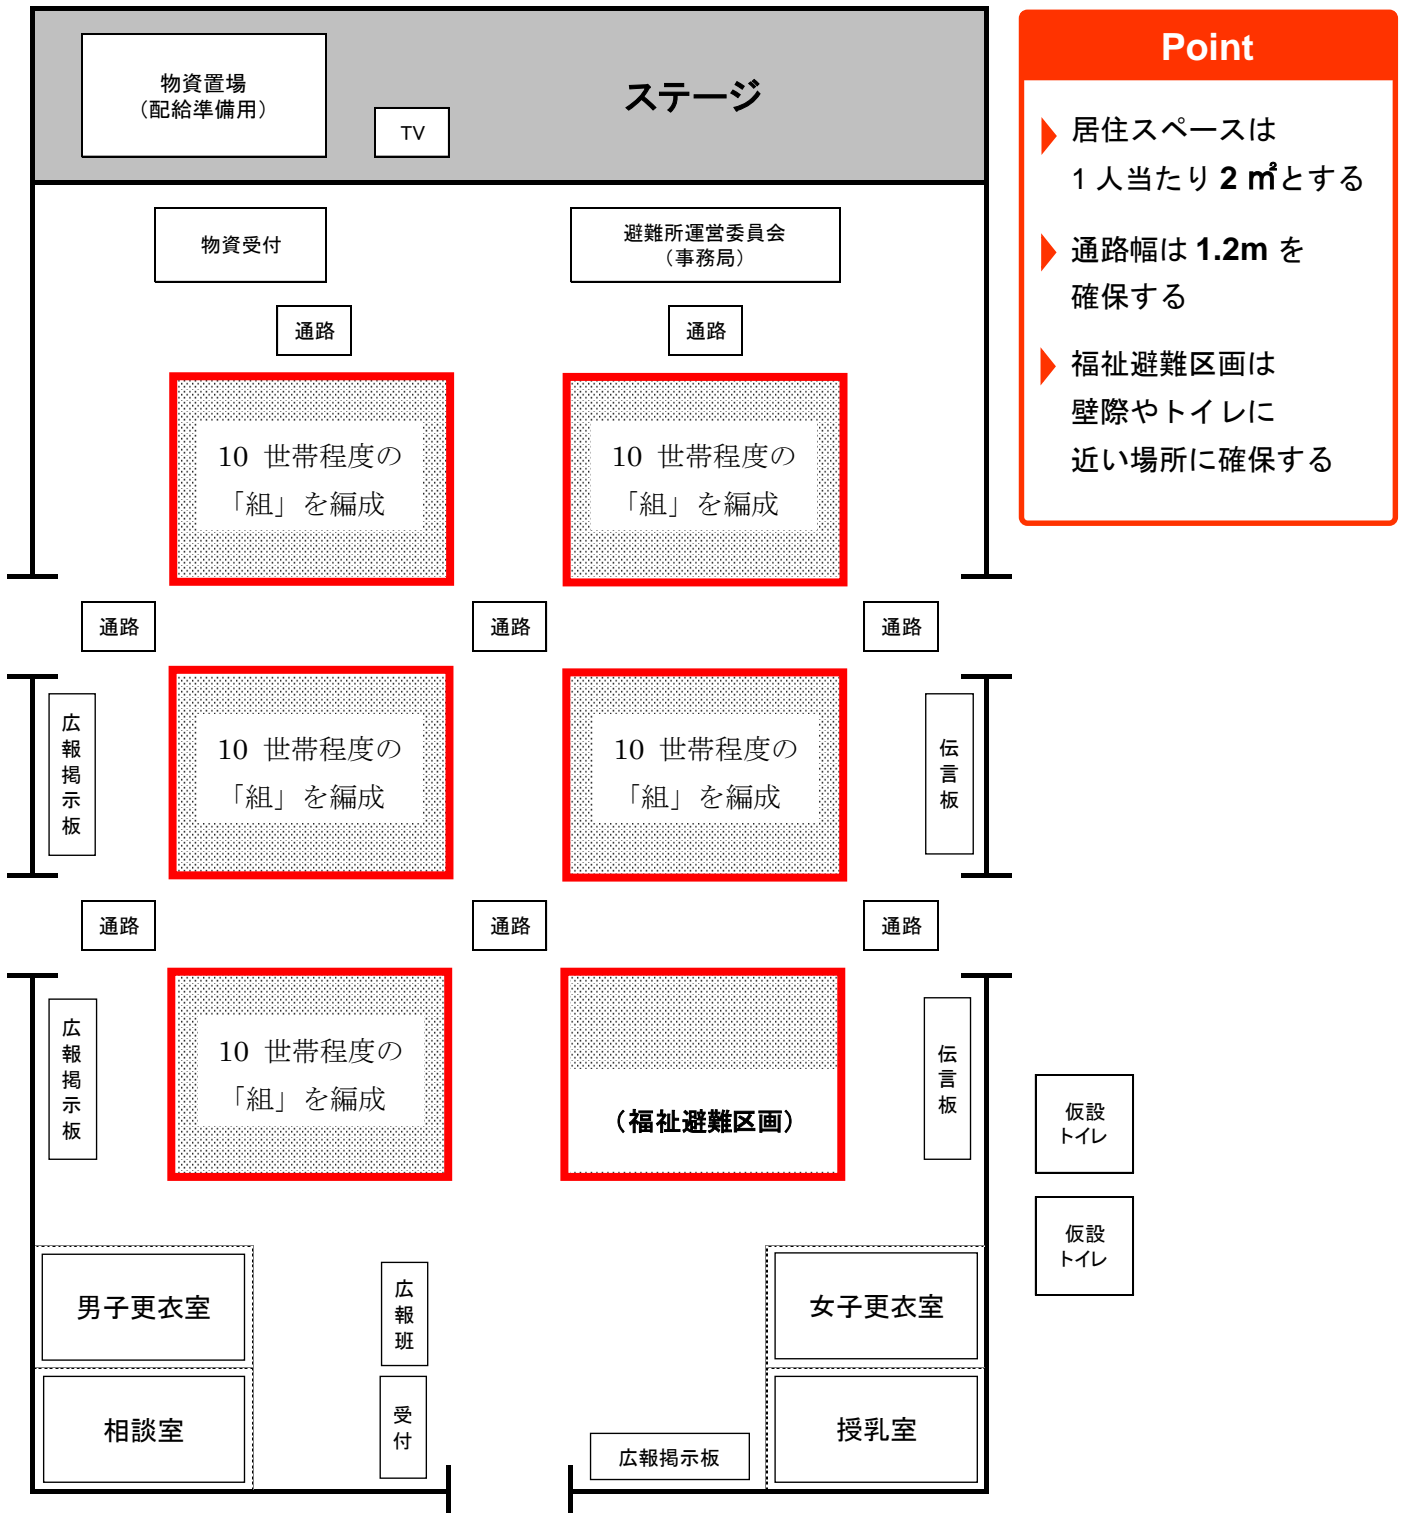 物資置場
（配給準備用）
TV
ステージ
物資受付
避難所運営委員会
（事務局）
通路
通路
10 世帯程度の
「組」を編成
10 世帯程度の
「組」を編成
通路
通路
通路
広報掲示板
10 世帯程度の
「組」を編成
10 世帯程度の
「組」を編成
伝言板
通路
通路
通路
広報掲示板
10 世帯程度の
「組」を編成
（福祉避難区画）
伝言板
仮設
トイレ
仮設
トイレ
男子更衣室
広報班
女子更衣室
相談室
受付
広報掲示板
授乳室
Point
居住スペースは
1 人当たり 2 ㎡とする
通路幅は 1.2m を
確保する
福祉避難区画は
壁際やトイレに
近い場所に確保する